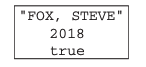 "FOX, STEVE"
2018
true